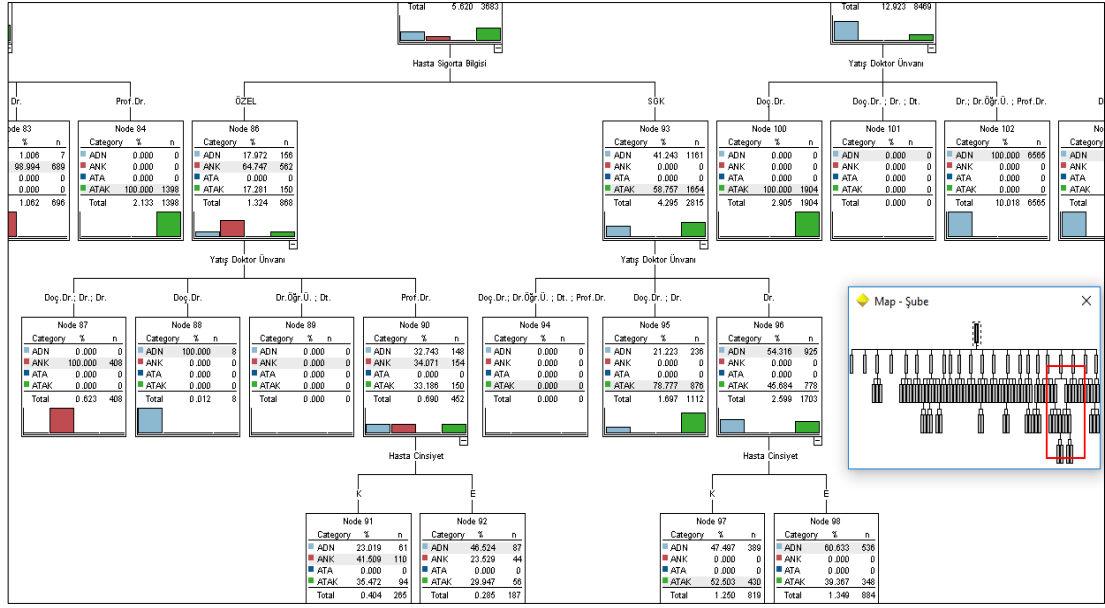 Total 5.620 3683
Total 12.923 8469
Hasta Sigorta Bilgisi
Yatış Doktor Ünvanı
Dr.
Prof.Dr.
ÖZEL
SGK
Doç.Dr.
Doç.Dr. ; Dr. ; Dt.
Dr.; Dr.Öğr.Ü. ; Prof.Dr.
D
de 83
% n
1.006 7
98.994 689
0.000 0
0.000 0
1.062 696
Node 84
Category % n
ADN 0.000 0
ANK 0.000 0
ATA 0.000 0
ATAK 100.000 1398
Total 2.133 1398
Node 86
Category % n
ADN 17.972 156
ANK 64.747 562
ATA 0.000 0
ATAK 17.281 150
Total 1.324 868
Node 93
Category % n
ADN 41.243 1161
ANK 0.000 0
ATA 0.000 0
ATAK 58.757 1654
Total 4.295 2815
Node 100
Category % n
ADN 0.000 0
ANK 0.000 0
ATA 0.000 0
ATAK 100.000 1904
Total 2.905 1904
Node 101
Category % n
ADN 0.000 0
ANK 0.000 0
ATA 0.000 0
ATAK 0.000 0
Total 0.000 0
Node 102
Category % n
ADN 100.000 6565
ANK 0.000 0
ATA 0.000 0
ATAK 0.000 0
Total 10.018 6565
No
Category
ADN
ANK
ATA
ATAK
Total
Yatış Doktor Ünvanı
Yatış Doktor Ünvanı
Doç.Dr.; Dr.; Dr.
Doç.Dr.
Dr.Öğr.Ü. ; Dt.
Prof.Dr.
Doç.Dr.; Dr.Öğr.Ü. ; Dt. ; Prof.Dr.
Doç.Dr. ; Dr.
Dr.
Node 87
Category % n
ADN 0.000 0
ANK 100.000 408
ATA 0.000 0
ATAK 0.000 0
Total 0.623 408
Node 88
Category % n
ADN 100.000 8
ANK 0.000 0
ATA 0.000 0
ATAK 0.000 0
Total 0.012 8
Node 89
Category % n
ADN 0.000 0
ANK 0.000 0
ATA 0.000 0
ATAK 0.000 0
Total 0.000 0
Node 90
Category % n
ADN 32.743 148
ANK 34.071 154
ATA 0.000 0
ATAK 33.186 150
Total 0.690 452
Node 94
Category % n
ADN 0.000 0
ANK 0.000 0
ATA 0.000 0
ATAK 0.000 0
Total 0.000 0
Node 95
Category % n
ADN 21.223 236
ANK 0.000 0
ATA 0.000 0
ATAK 78.777 876
Total 1.697 1112
Node 96
Category % n
ADN 54.316 925
ANK 0.000 0
ATA 0.000 0
ATAK 45.684 778
Total 2.599 1703
Map - Şube
Hasta Cinsiyet
Hasta Cinsiyet
K
E
K
E
Node 91
Category % n
ADN 23.019 61
ANK 41.509 110
ATA 0.000 0
ATAK 35.472 94
Total 0.404 265
Node 92
Category % n
ADN 46.524 87
ANK 23.529 44
ATA 0.000 0
ATAK 29.947 56
Total 0.285 187
Node 97
Category % n
ADN 47.497 389
ANK 0.000 0
ATA 0.000 0
ATAK 52.503 430
Total 1.250 819
Node 98
Category % n
ADN 60.633 536
ANK 0.000 0
ATA 0.000 0
ATAK 39.367 348
Total 1.349 884